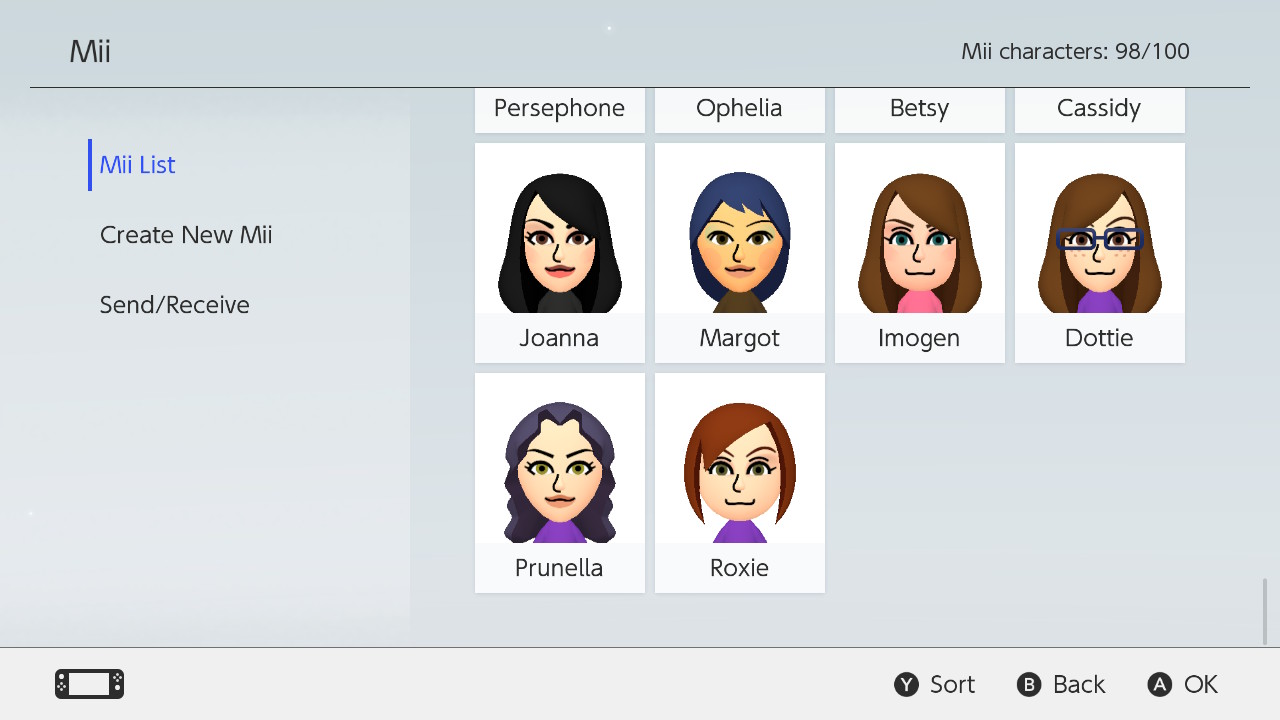 Mii
Mii characters: 98/100
Mii List
Create New Mii
Send/Receive
Persephone
Ophelia
Betsy
Cassidy
Joanna
Margot
Imogen
Dottie
Prunella
Roxie
Y Sort
B Back
A OK